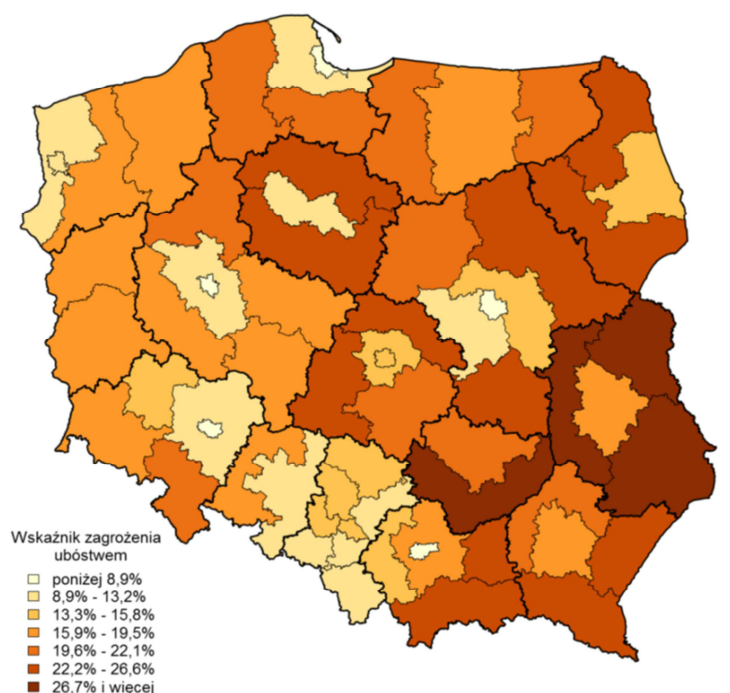 Wskaźnik zagrożenia
ubóstwem
poniżej 8,9%
8,9% - 13,2%
13,3% - 15,8%
15,9% - 19,5%
19,6% - 22,1%
22,2% - 26,6%
26,7% i więcej